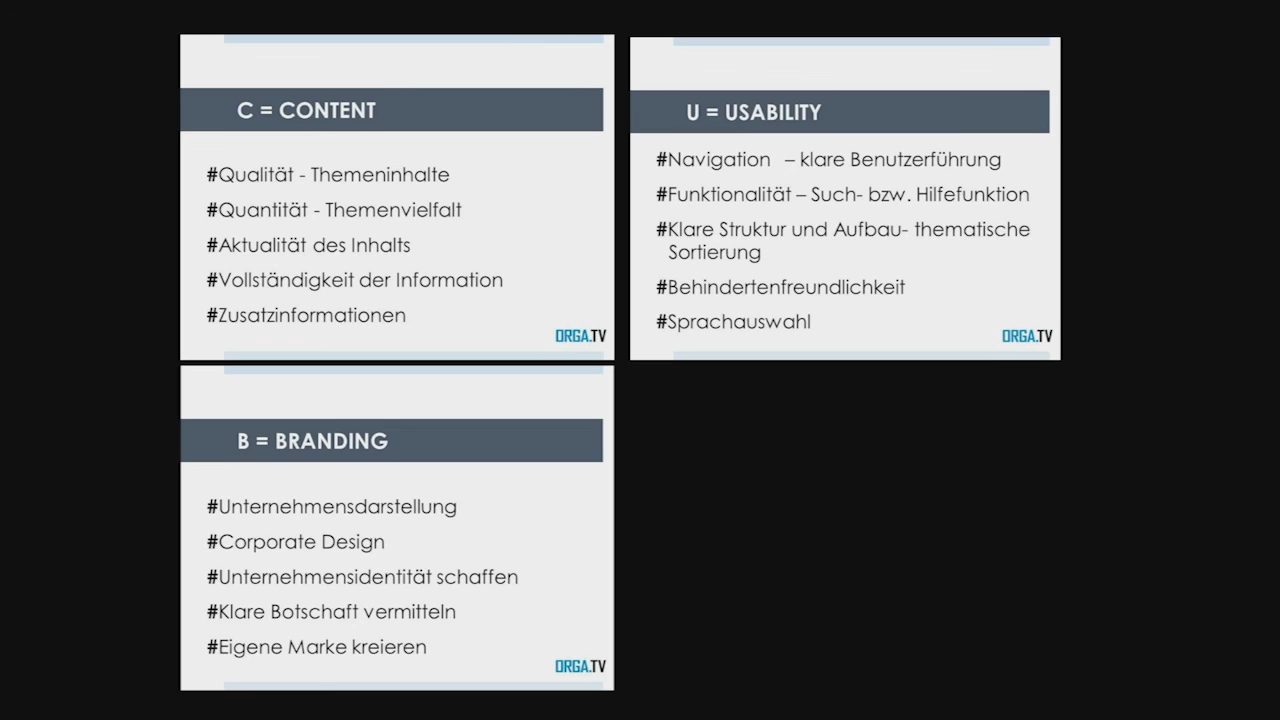 C = CONTENT
#Qualität - Themeninhalte
#Quantität - Themenvielfalt
#Aktualität des Inhalts
#Vollständigkeit der Information
#Zusatzinformationen
ORGA.TV
U = USABILITY
#Navigation – klare Benutzerführung
#Funktionalität – Such- bzw. Hilfefunktion
#Klare Struktur und Aufbau- thematische
Sortierung
#Behindertenfreundlichkeit
#Sprachauswahl
ORGA.TV
B = BRANDING
#Unternehmensdarstellung
#Corporate Design
#Unternehmensidentität schaffen
#Klare Botschaft vermitteln
#Eigene Marke kreieren
ORGA.TV